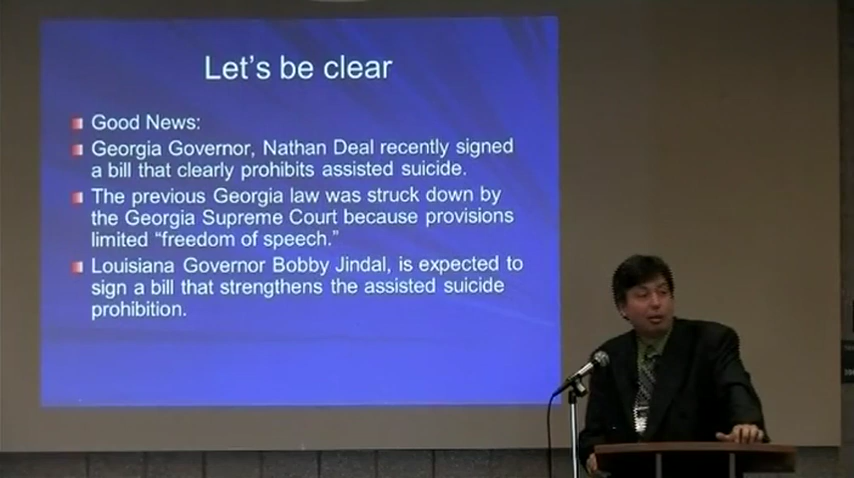 Let's be clear
Good News:
Georgia Governor, Nathan Deal recently signed
a bill that clearly prohibits assisted suicide.
The previous Georgia law was struck down by
the Georgia Supreme Court because provisions
limited “freedom of speech.”
Louisiana Governor Bobby Jindal, is expected to
sign a bill that strengthens the assisted suicide
prohibition.